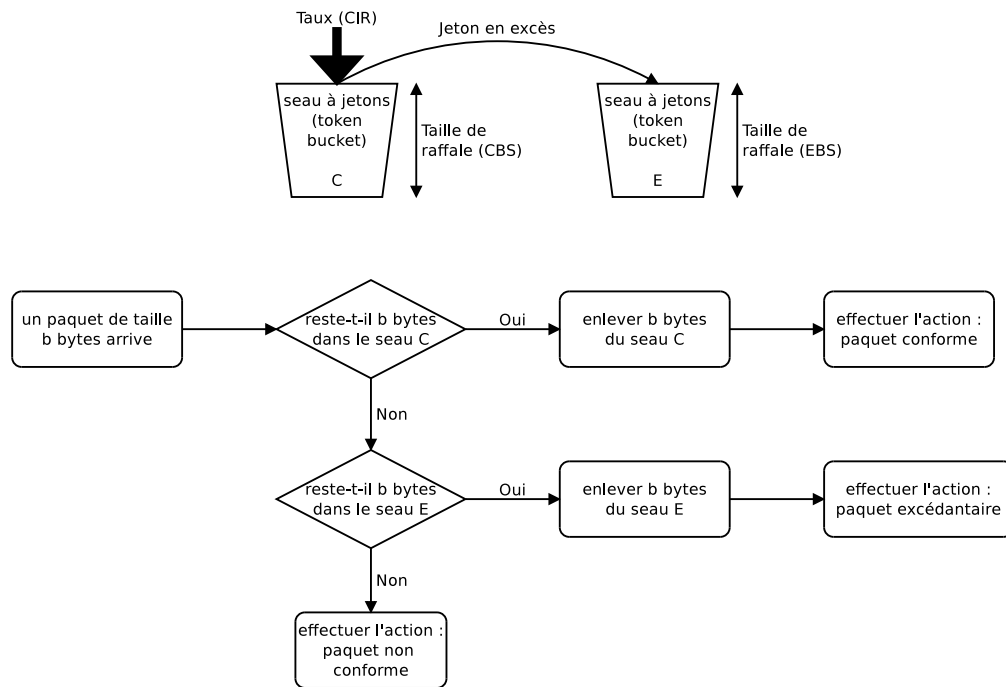 Taux (CIR)
Jeton en excès
seau à jetons
(token
bucket)
C
Taille de
raffale (CBS)
seau à jetons
(token
bucket)
E
Taille de
raffale (EBS)
un paquet de taille
b bytes arrive
reste-t-il b bytes
dans le seau C
Oui
enlever b bytes
du seau C
effectuer l'action :
paquet conforme
Non
reste-t-il b bytes
dans le seau E
Oui
enlever b bytes
du seau E
effectuer l'action :
paquet excédantaire
Non
effectuer l'action :
paquet non
conforme